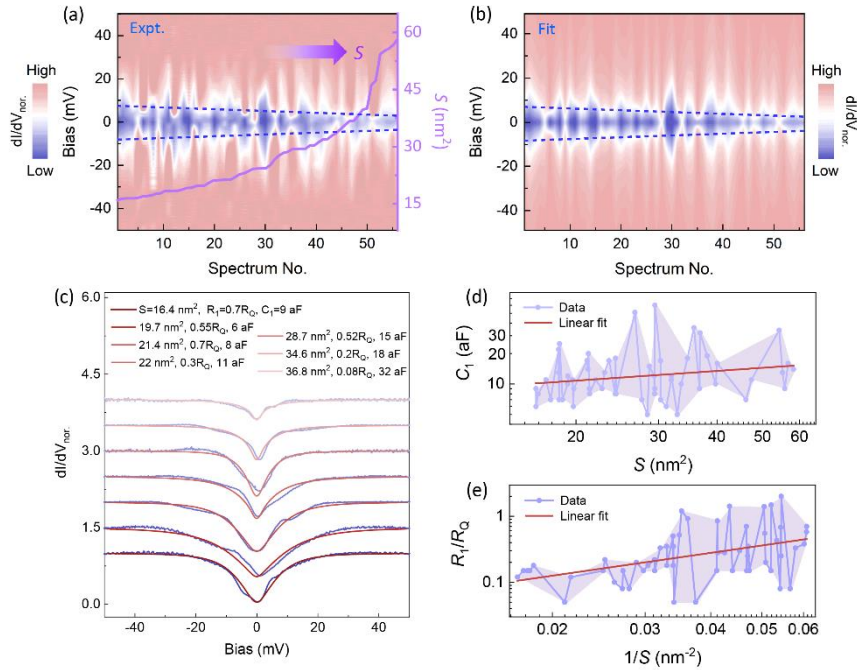 (a)
Expt.
S
High
dI/dVnor.
Low
Bias (mV)
40
20
0
-20
-40
0 10 20 30 40 50
Spectrum No.
60
45
30
15
S (nm²)
(b)
Fit
Bias (mV)
40
20
0
-20
-40
0 10 20 30 40 50
Spectrum No.
High
dI/dVnor.
Low
(c)
S=16.4 nm², R₁=0.7RQ, C₁=9 aF
19.7 nm², 0.55RQ, 6 aF
21.4 nm², 0.7RQ, 8 aF
22 nm², 0.3RQ, 11 aF
28.7 nm², 0.52RQ, 15 aF
34.6 nm², 0.2RQ, 18 aF
36.8 nm², 0.08RQ, 32 aF
dI/dVnor.
6.0
4.5
3.0
1.5
0.0
-40 -20 0 20 40
Bias (mV)
(d)
Data
Linear fit
C₁ (aF)
50
30
10
20 30 40 50 60
S (nm²)
(e)
Data
Linear fit
R₁/RQ
1
0.1
0.02 0.03 0.04 0.05 0.06
1/S (nm⁻²)